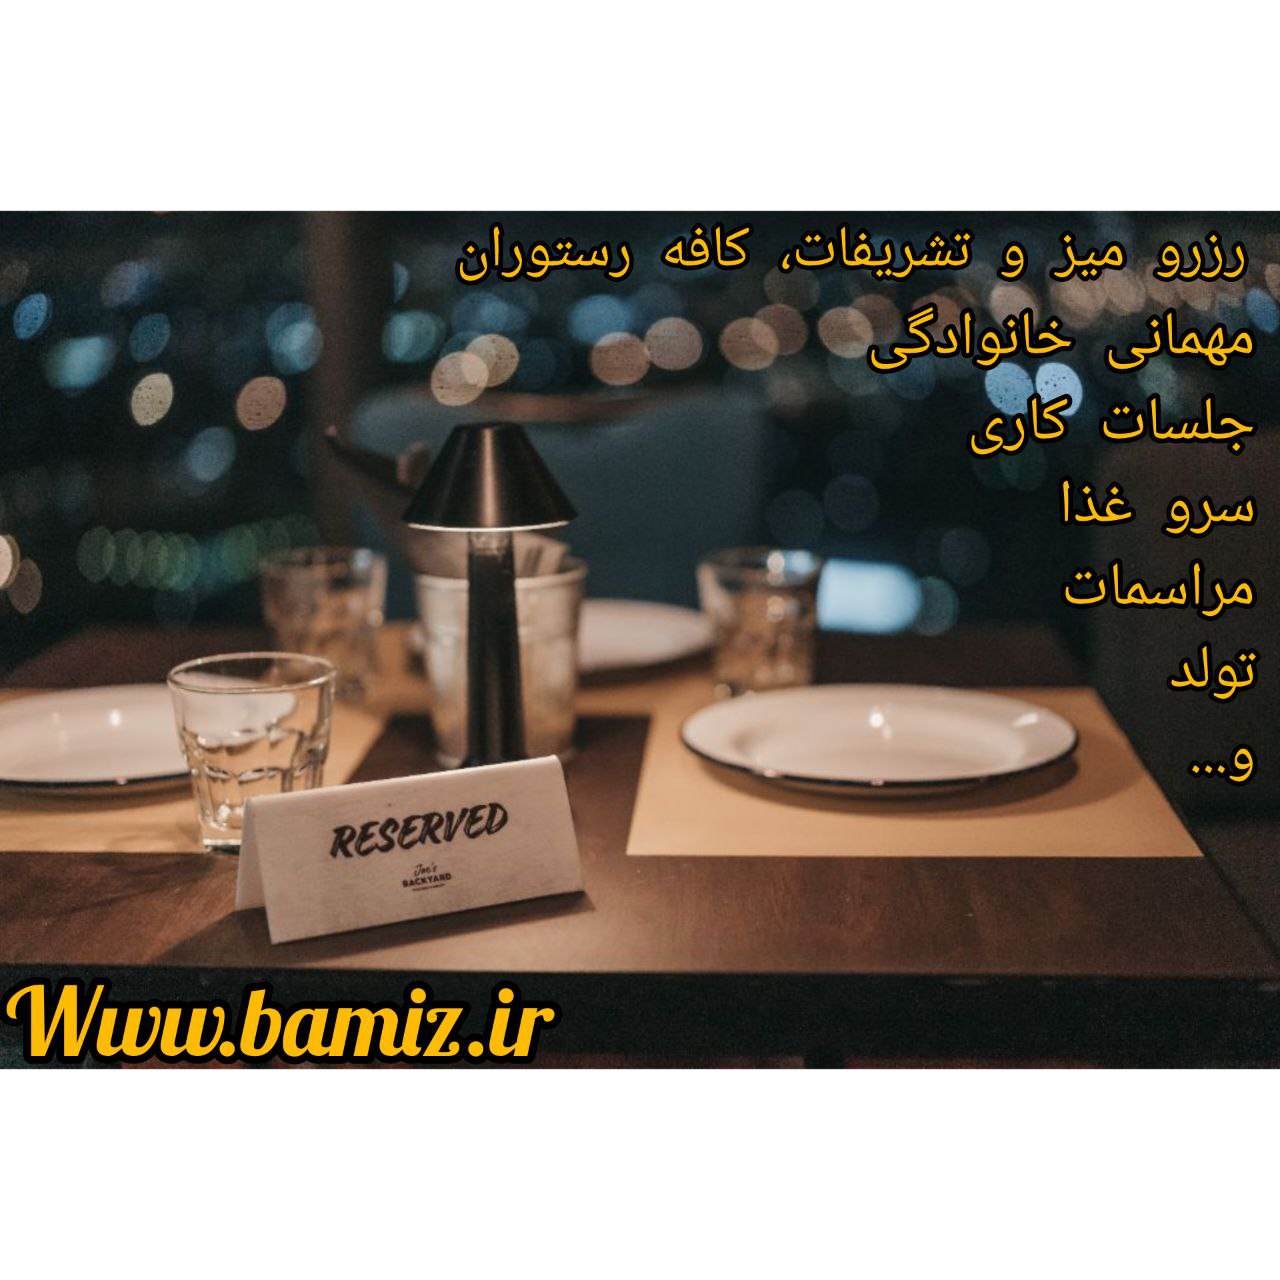 رزرو میز و تشریفات، کافه رستوران
مهمانی خانوادگی
جلسات کاری
سرو غذا
مراسمات
تولد
و...
RESERVED
Joe's
BACKYARD
Www.bamiz.ir